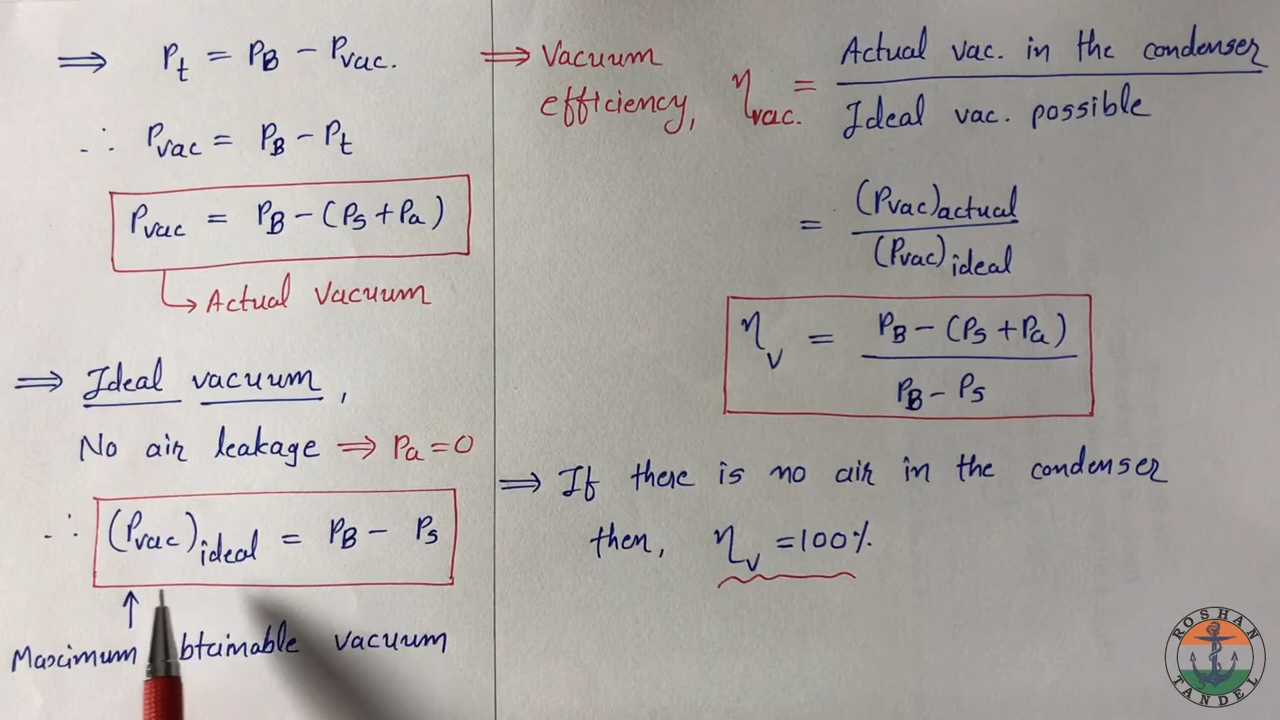 ⇒ Pt = PB − Pvac.
∴ Pvac = PB − Pt
Pvac = PB − (Ps + Pa)
↳ Actual Vacuum
⇒ Ideal vacuum,
No air leakage ⇒ Pa = 0
∴ (Pvac)ideal = PB − Ps
↑
Maximum obtainable vacuum
⇒ Vacuum
efficiency, ηvac. = Actual vac. in the condenser
Ideal vac. possible
= (Pvac)actual
(Pvac)ideal
ηv = PB − (Ps + Pa)
PB − Ps
⇒ If there is no air in the condenser
then, ηv = 100%.
ROSHAN
TANDEL